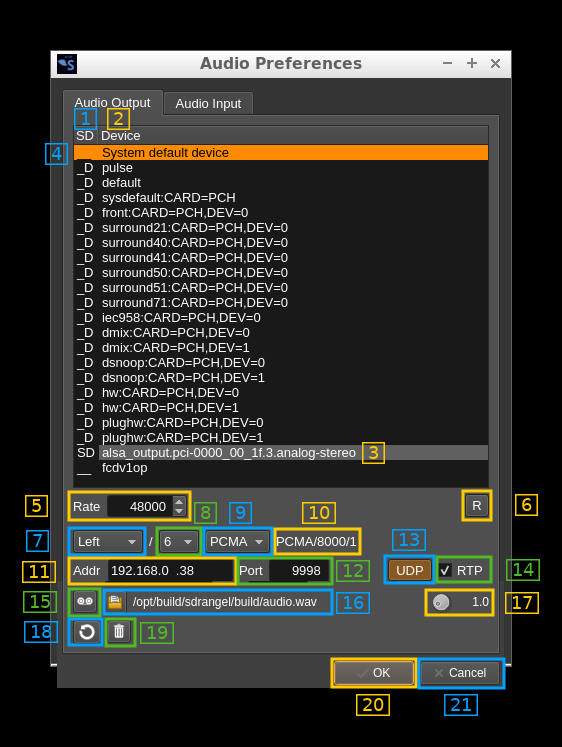 Audio Preferences
Audio Output Audio Input
1 2
SD Device
4 __ System default device
_D pulse
_D default
_D sysdefault:CARD=PCH
_D front:CARD=PCH,DEV=0
_D surround21:CARD=PCH,DEV=0
_D surround40:CARD=PCH,DEV=0
_D surround41:CARD=PCH,DEV=0
_D surround50:CARD=PCH,DEV=0
_D surround51:CARD=PCH,DEV=0
_D surround71:CARD=PCH,DEV=0
_D iec958:CARD=PCH,DEV=0
_D dmix:CARD=PCH,DEV=0
_D dmix:CARD=PCH,DEV=1
_D dsnoop:CARD=PCH,DEV=0
_D dsnoop:CARD=PCH,DEV=1
_D hw:CARD=PCH,DEV=0
_D hw:CARD=PCH,DEV=1
_D plughw:CARD=PCH,DEV=0
_D plughw:CARD=PCH,DEV=1
SD alsa_output.pci-0000_00_1f.3.analog-stereo 3
__ fcdv1op
5 Rate 48000 R 6
8 9 10
7 Left / 6 PCMA PCMA/8000/1 13
11 Addr 192.168.0 .38 Port 9998 12 UDP RTP 14
15 /opt/build/sdrangel/build/audio.wav 16 1.0 17
18 19
OK Cancel
20 21